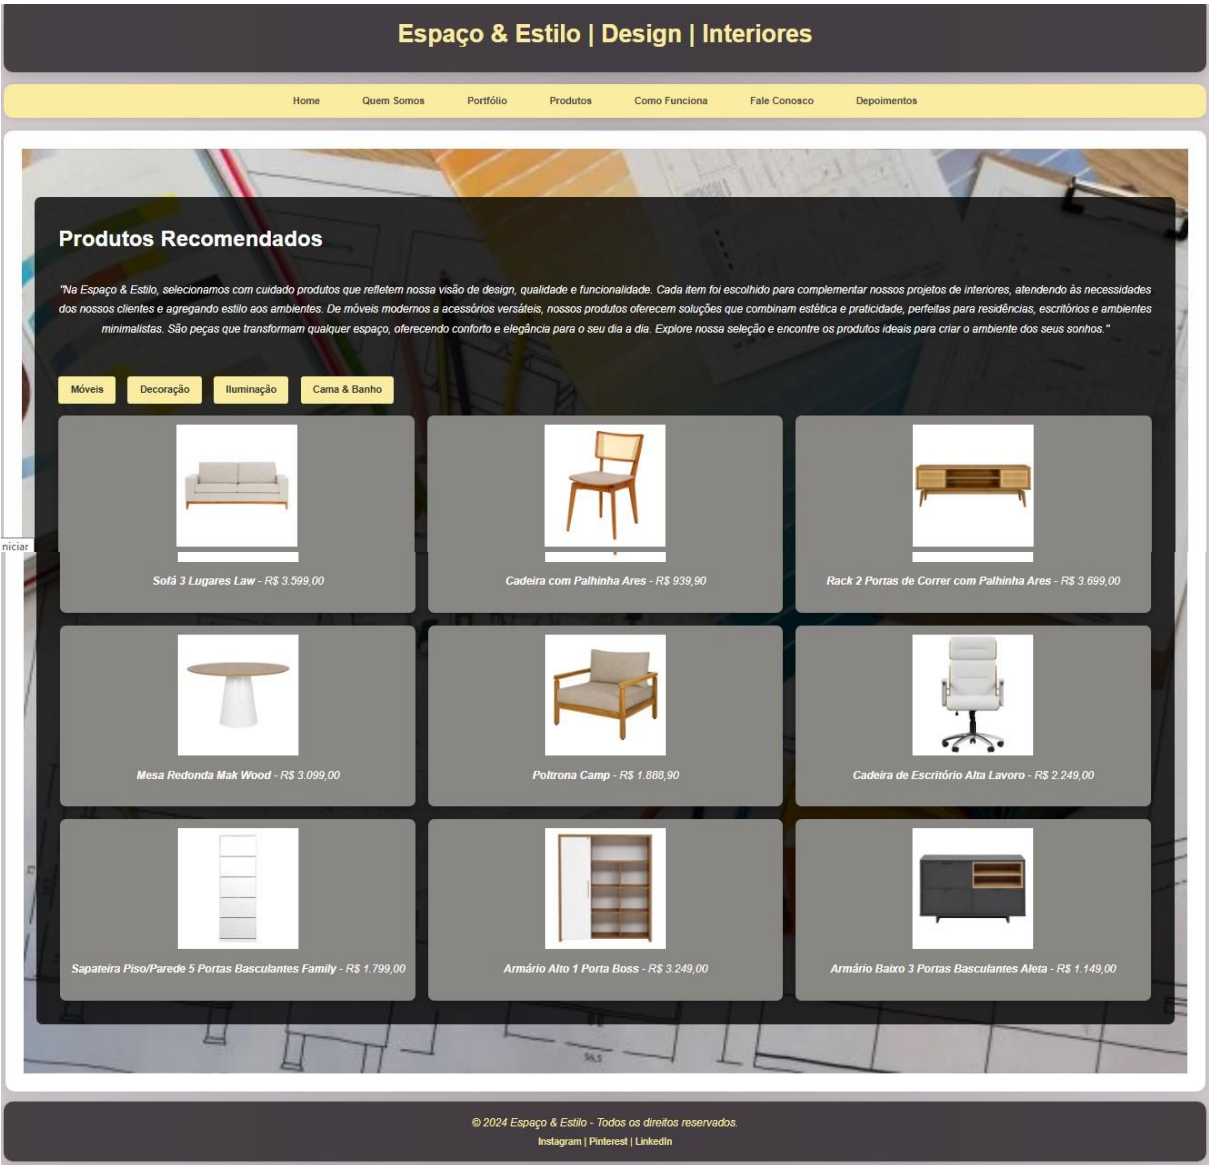 Espaço & Estilo | Design | Interiores
Home Quem Somos Portfólio Produtos Como Funciona Fale Conosco Depoimentos
Produtos Recomendados
"Na Espaço & Estilo, selecionamos com cuidado produtos que refletem nossa visão de design, qualidade e funcionalidade. Cada item foi escolhido para complementar nossos projetos de interiores, atendendo às necessidades
dos nossos clientes e agregando estilo aos ambientes. De móveis modernos a acessórios versáteis, nossos produtos oferecem soluções que combinam estética e praticidade, perfeitas para residências, escritórios e ambientes
minimalistas. São peças que transformam qualquer espaço, oferecendo conforto e elegância para o seu dia a dia. Explore nossa seleção e encontre os produtos ideais para criar o ambiente dos seus sonhos."
Móveis Decoração Iluminação Cama & Banho
niciar
Sofá 3 Lugares Law - R$ 3.599,00
Cadeira com Palhinha Ares - R$ 939,90
Rack 2 Portas de Correr com Palhinha Ares - R$ 3.699,00
Mesa Redonda Mak Wood - R$ 3.099,00
Poltrona Camp - R$ 1.888,90
Cadeira de Escritório Alta Lavoro - R$ 2.249,00
Sapateira Piso/Parede 5 Portas Basculantes Family - R$ 1.799,00
Armário Alto 1 Porta Boss - R$ 3.249,00
Armário Baixo 3 Portas Basculantes Aleta - R$ 1.149,00
56,5
© 2024 Espaço & Estilo - Todos os direitos reservados.
Instagram | Pinterest | LinkedIn